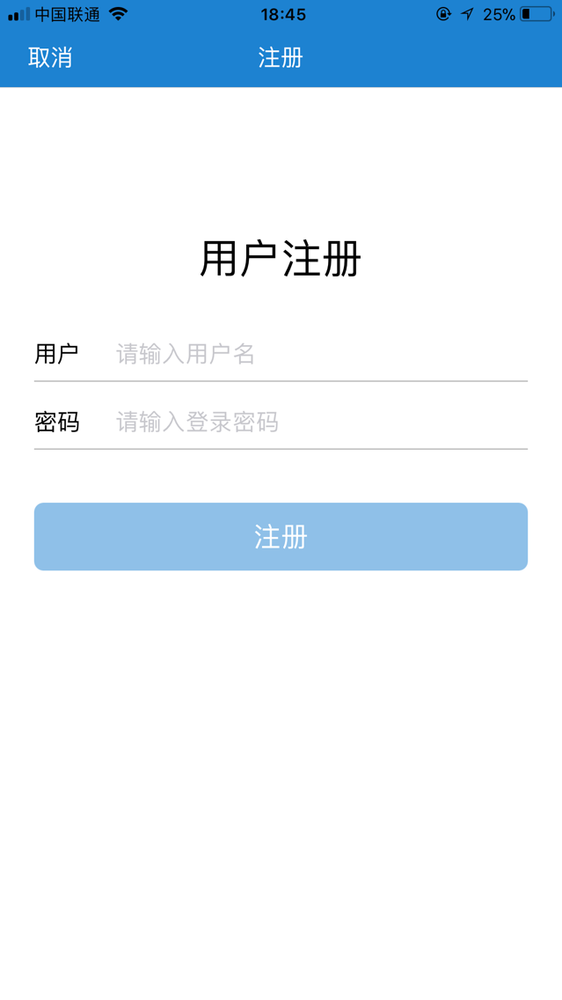 中国联通 18:45 25%
取消 注册
用户注册
用户 请输入用户名
密码 请输入登录密码
注册